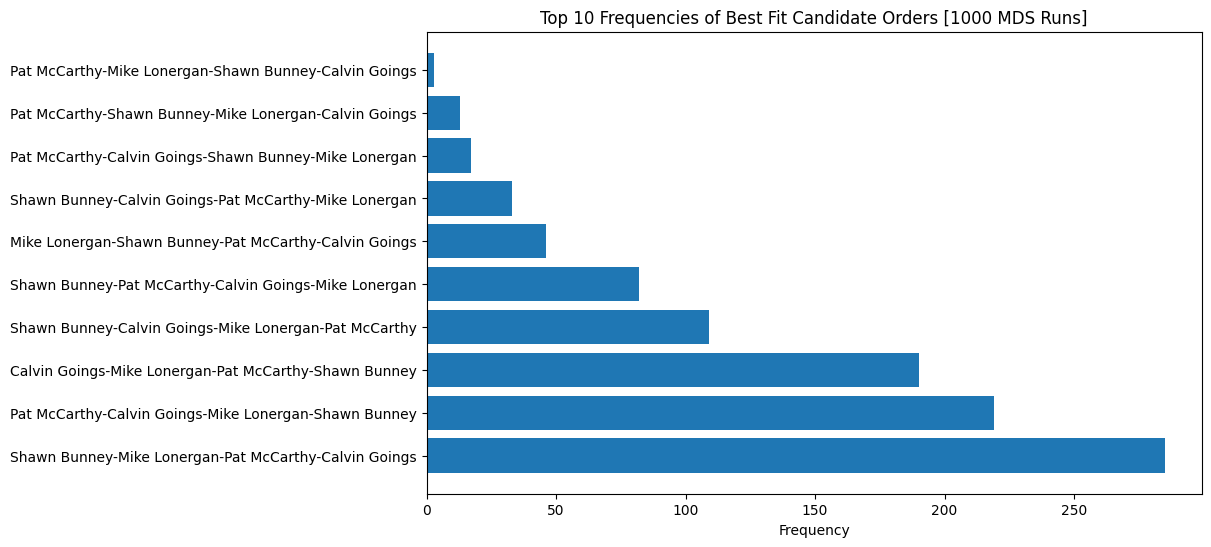 Top 10 Frequencies of Best Fit Candidate Orders [1000 MDS Runs]
Pat McCarthy-Mike Lonergan-Shawn Bunney-Calvin Goings
Pat McCarthy-Shawn Bunney-Mike Lonergan-Calvin Goings
Pat McCarthy-Calvin Goings-Shawn Bunney-Mike Lonergan
Shawn Bunney-Calvin Goings-Pat McCarthy-Mike Lonergan
Mike Lonergan-Shawn Bunney-Pat McCarthy-Calvin Goings
Shawn Bunney-Pat McCarthy-Calvin Goings-Mike Lonergan
Shawn Bunney-Calvin Goings-Mike Lonergan-Pat McCarthy
Calvin Goings-Mike Lonergan-Pat McCarthy-Shawn Bunney
Pat McCarthy-Calvin Goings-Mike Lonergan-Shawn Bunney
Shawn Bunney-Mike Lonergan-Pat McCarthy-Calvin Goings
0 50 100 150 200 250
Frequency